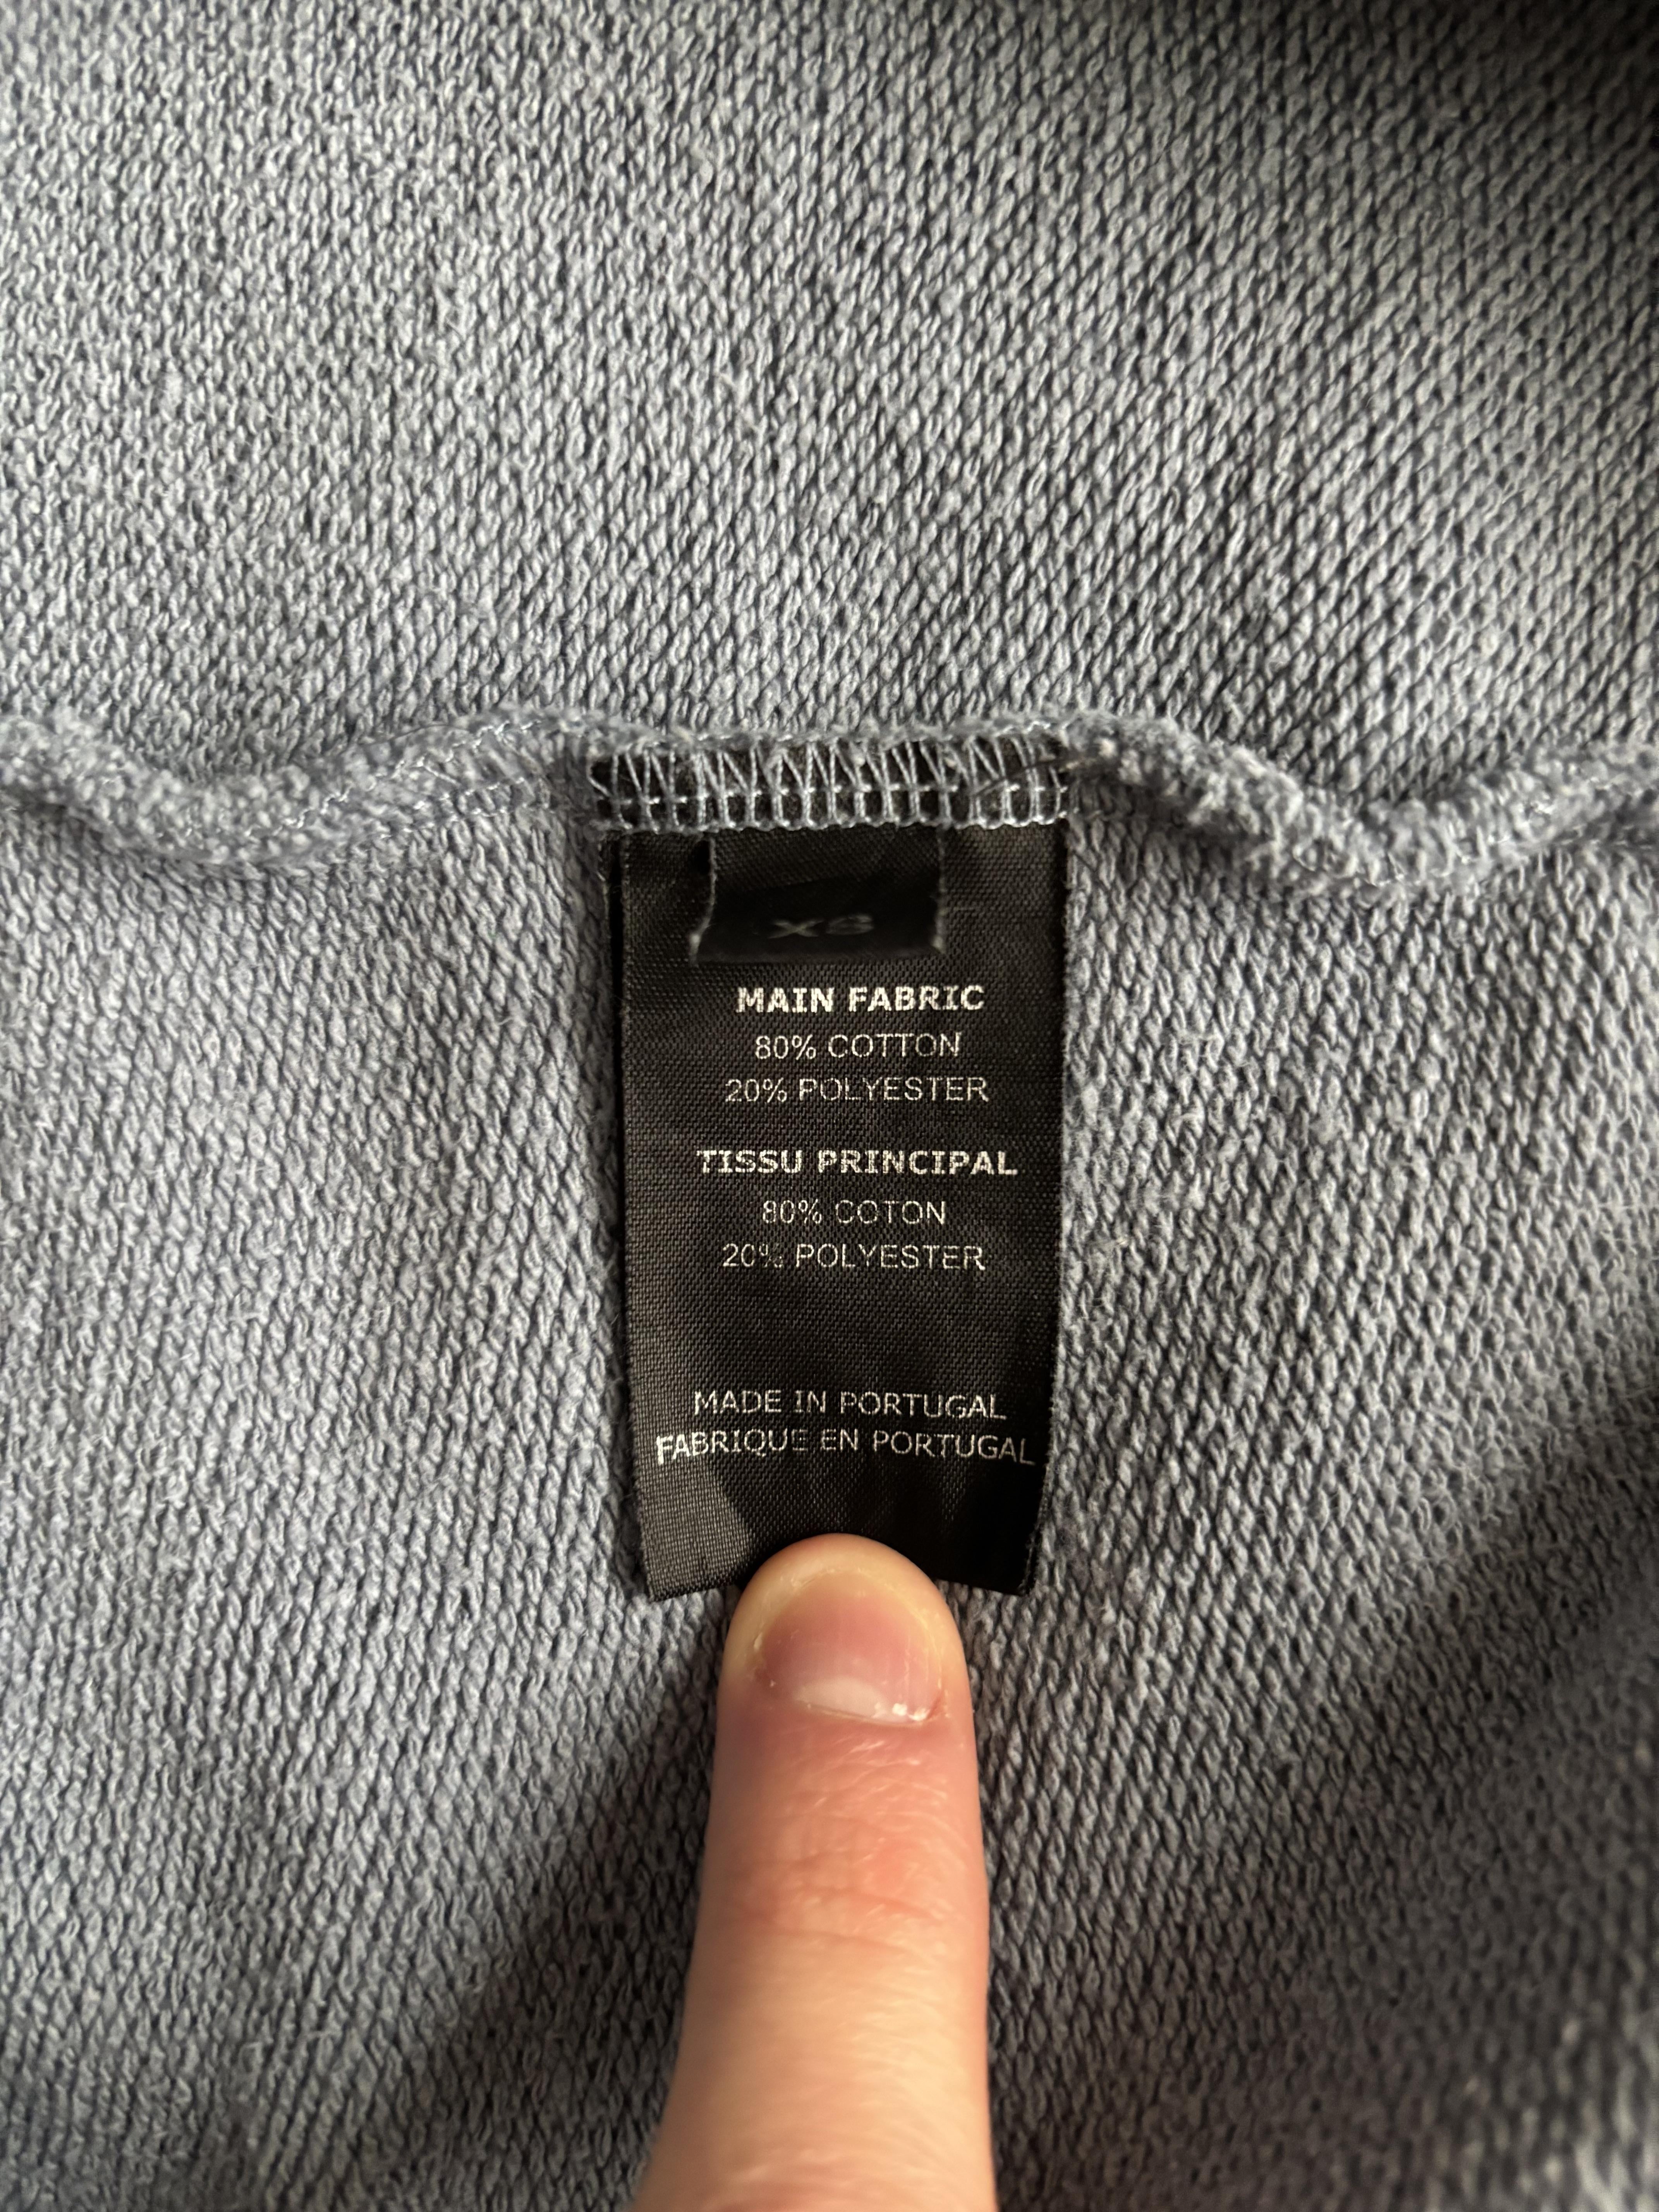 XS
MAIN FABRIC
80% COTTON
20% POLYESTER
TISSU PRINCIPAL
80% COTON
20% POLYESTER
MADE IN PORTUGAL
FABRIQUE EN PORTUGAL